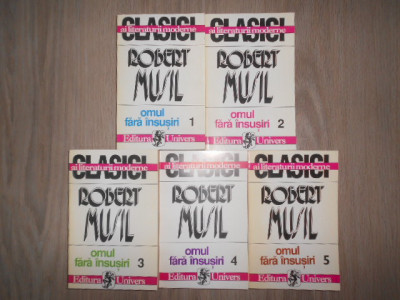 CLASICI
ai literaturii moderne
ROBERT
MUSIL
omul
fără însușiri 1
Editura Univers
CLASICI
ai literaturii moderne
ROBERT
MUSIL
omul
fără însușiri 2
Editura Univers
CLASICI
ai literaturii moderne
ROBERT
MUSIL
omul
fără însușiri 3
Editura Univers
CLASICI
ai literaturii moderne
ROBERT
MUSIL
omul
fără însușiri 4
Editura Univers
CLASICI
ai literaturii moderne
ROBERT
MUSIL
omul
fără însușiri 5
Editura Univers